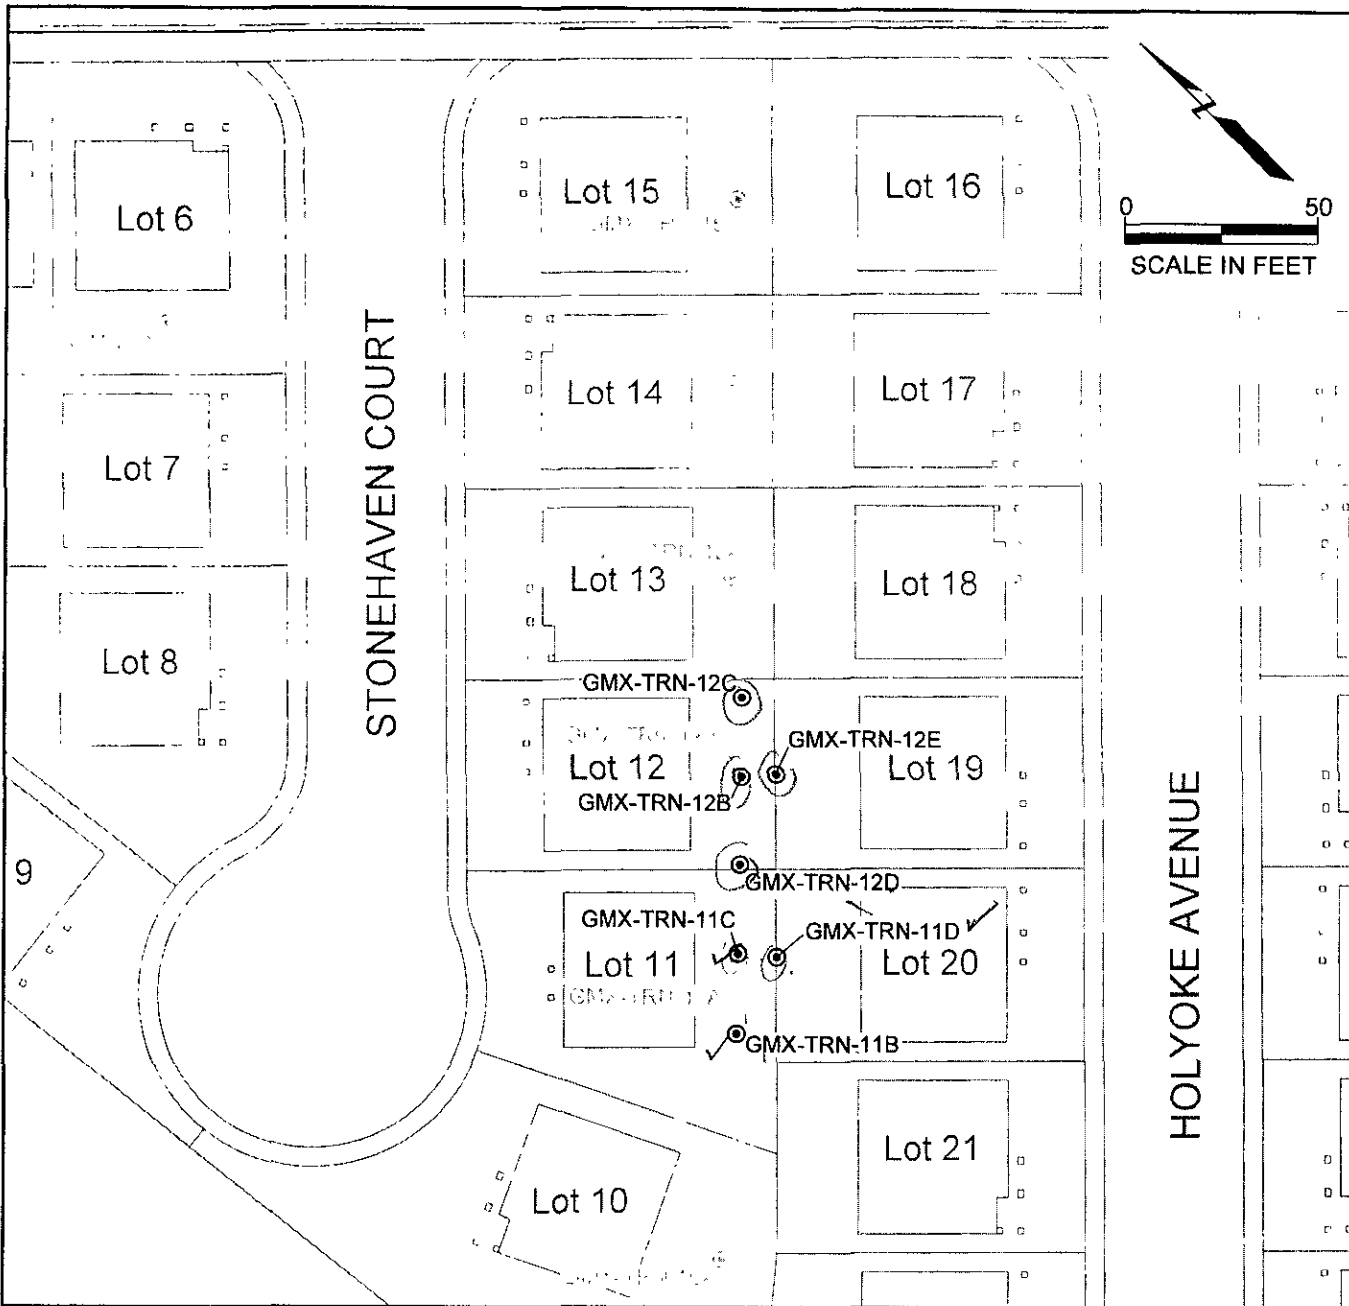 Lot 6
Lot 15
Lot 16
0 50
SCALE IN FEET
STONEHAVEN COURT
Lot 14
Lot 17
Lot 7
Lot 13
Lot 18
Lot 8
GMX-TRN-12C
GMX-TRN-12E
Lot 12
Lot 19
GMX-TRN-12B
HOLYOKE AVENUE
9
GMX-TRN-12D
GMX-TRN-11C
GMX-TRN-11D
Lot 11
Lot 20
GMX-TRN-11B
Lot 21
Lot 10